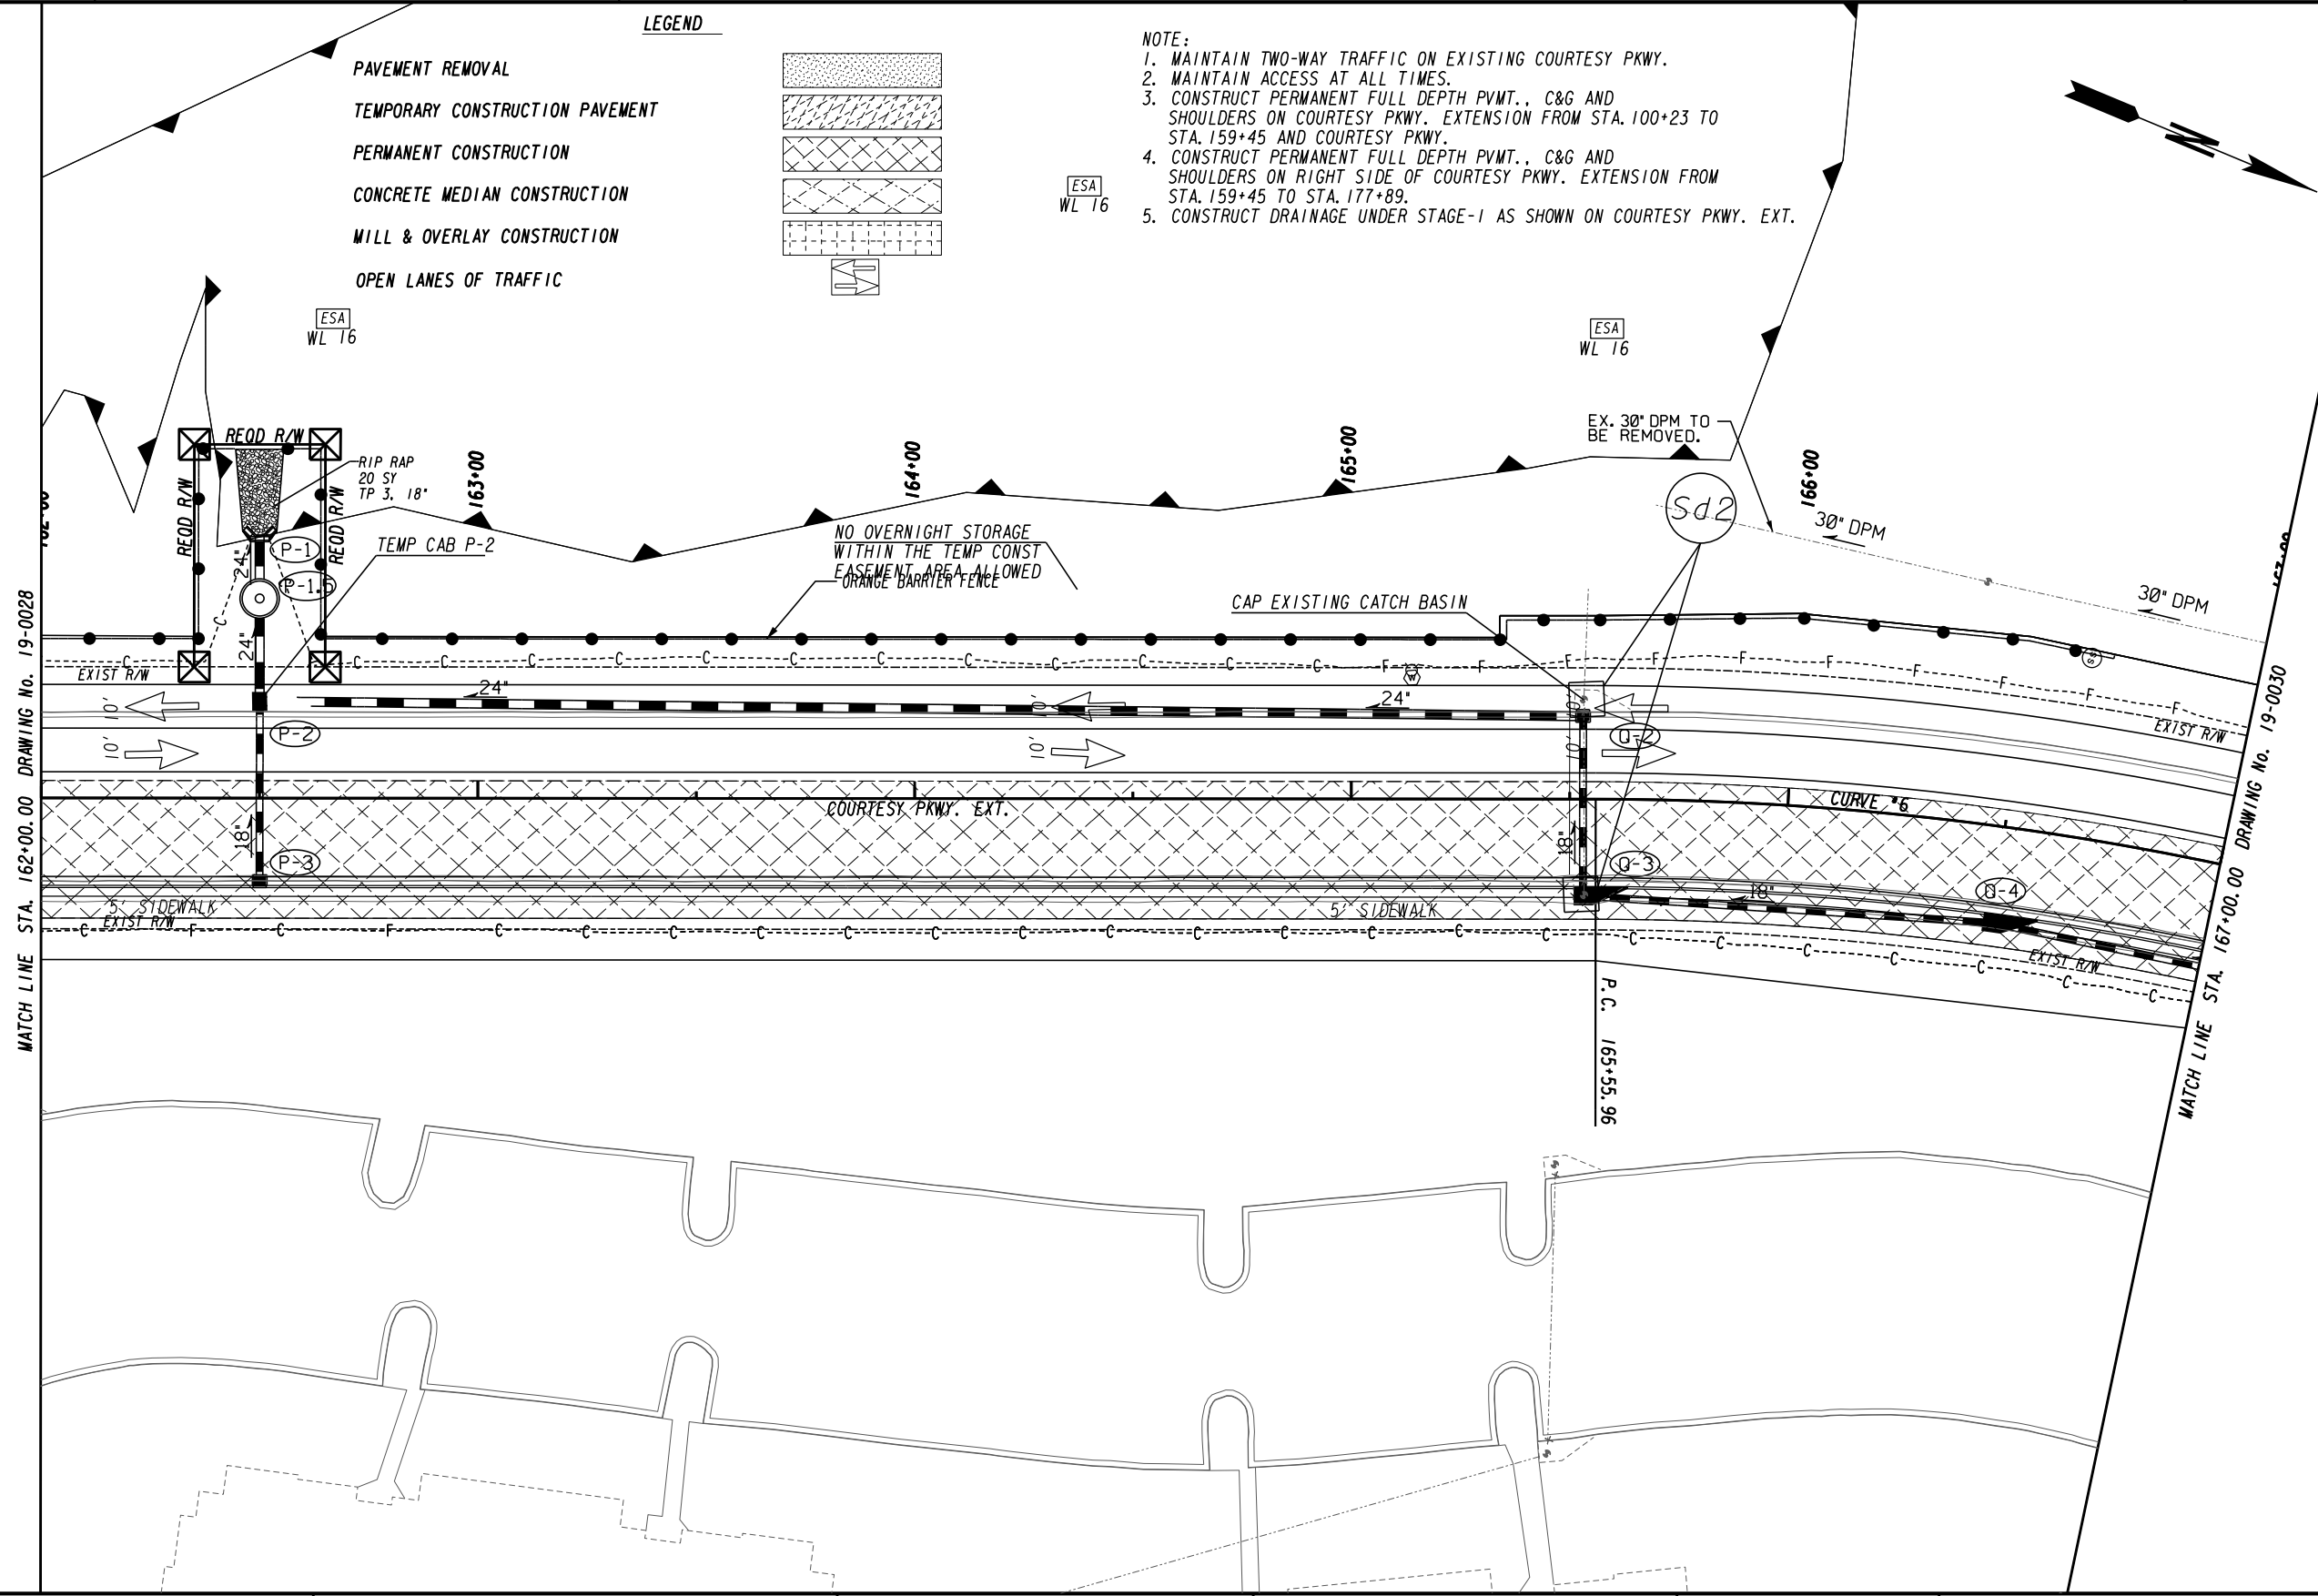 LEGEND
PAVEMENT REMOVAL
TEMPORARY CONSTRUCTION PAVEMENT
PERMANENT CONSTRUCTION
CONCRETE MEDIAN CONSTRUCTION
MILL & OVERLAY CONSTRUCTION
OPEN LANES OF TRAFFIC
NOTE:
1. MAINTAIN TWO-WAY TRAFFIC ON EXISTING COURTESY PKWY.
2. MAINTAIN ACCESS AT ALL TIMES.
3. CONSTRUCT PERMANENT FULL DEPTH PVMT., C&G AND
SHOULDERS ON COURTESY PKWY. EXTENSION FROM STA. 100+23 TO
STA. 159+45 AND COURTESY PKWY.
4. CONSTRUCT PERMANENT FULL DEPTH PVMT., C&G AND
SHOULDERS ON RIGHT SIDE OF COURTESY PKWY. EXTENSION FROM
STA. 159+45 TO STA. 177+89.
5. CONSTRUCT DRAINAGE UNDER STAGE-1 AS SHOWN ON COURTESY PKWY. EXT.
N
ESA
WL 16
ESA
WL 16
ESA
WL 16
EX. 30" DPM TO
BE REMOVED.
REQD R/W
REQD R/W
REQD R/W
RIP RAP
20 SY
TP 3, 18"
163+00
164+00
165+00
166+00
Sd2
30" DPM
30" DPM
P-1
P-1.5
24"
24"
TEMP CAB P-2
NO OVERNIGHT STORAGE
WITHIN THE TEMP CONST
EASEMENT AREA ALLOWED
ORANGE BARRIER FENCE
CAP EXISTING CATCH BASIN
SS
W
EXIST R/W
EXIST R/W
24"
24"
10'
10'
10'
10'
10'
10'
P-2
Q-2
COURTESY PKWY. EXT.
CURVE #6
18"
P-3
18"
Q-3
18"
Q-4
5' SIDEWALK
EXIST R/W
5' SIDEWALK
EXIST R/W
C F C F C C C C C C C C C C C C C C C C C C C
P.C. 165+55.96
MATCH LINE STA. 162+00.00 DRAWING No. 19-0028
MATCH LINE STA. 167+00.00 DRAWING No. 19-0030